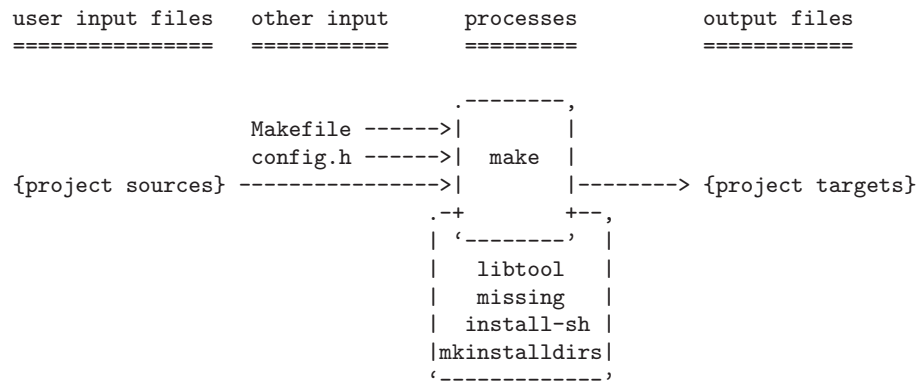 user input files   other input      processes          output files
================   ===========      =========          ============

                                   .--------,
                   Makefile ------>|        |
                   config.h ------>|  make  |
{project sources} ---------------->|        |--------> {project targets}
                                 .-+        +--,
                                 | ‘--------’  |
                                 |   libtool   |
                                 |   missing   |
                                 |  install-sh |
                                 |mkinstalldirs|
                                 ‘-------------’